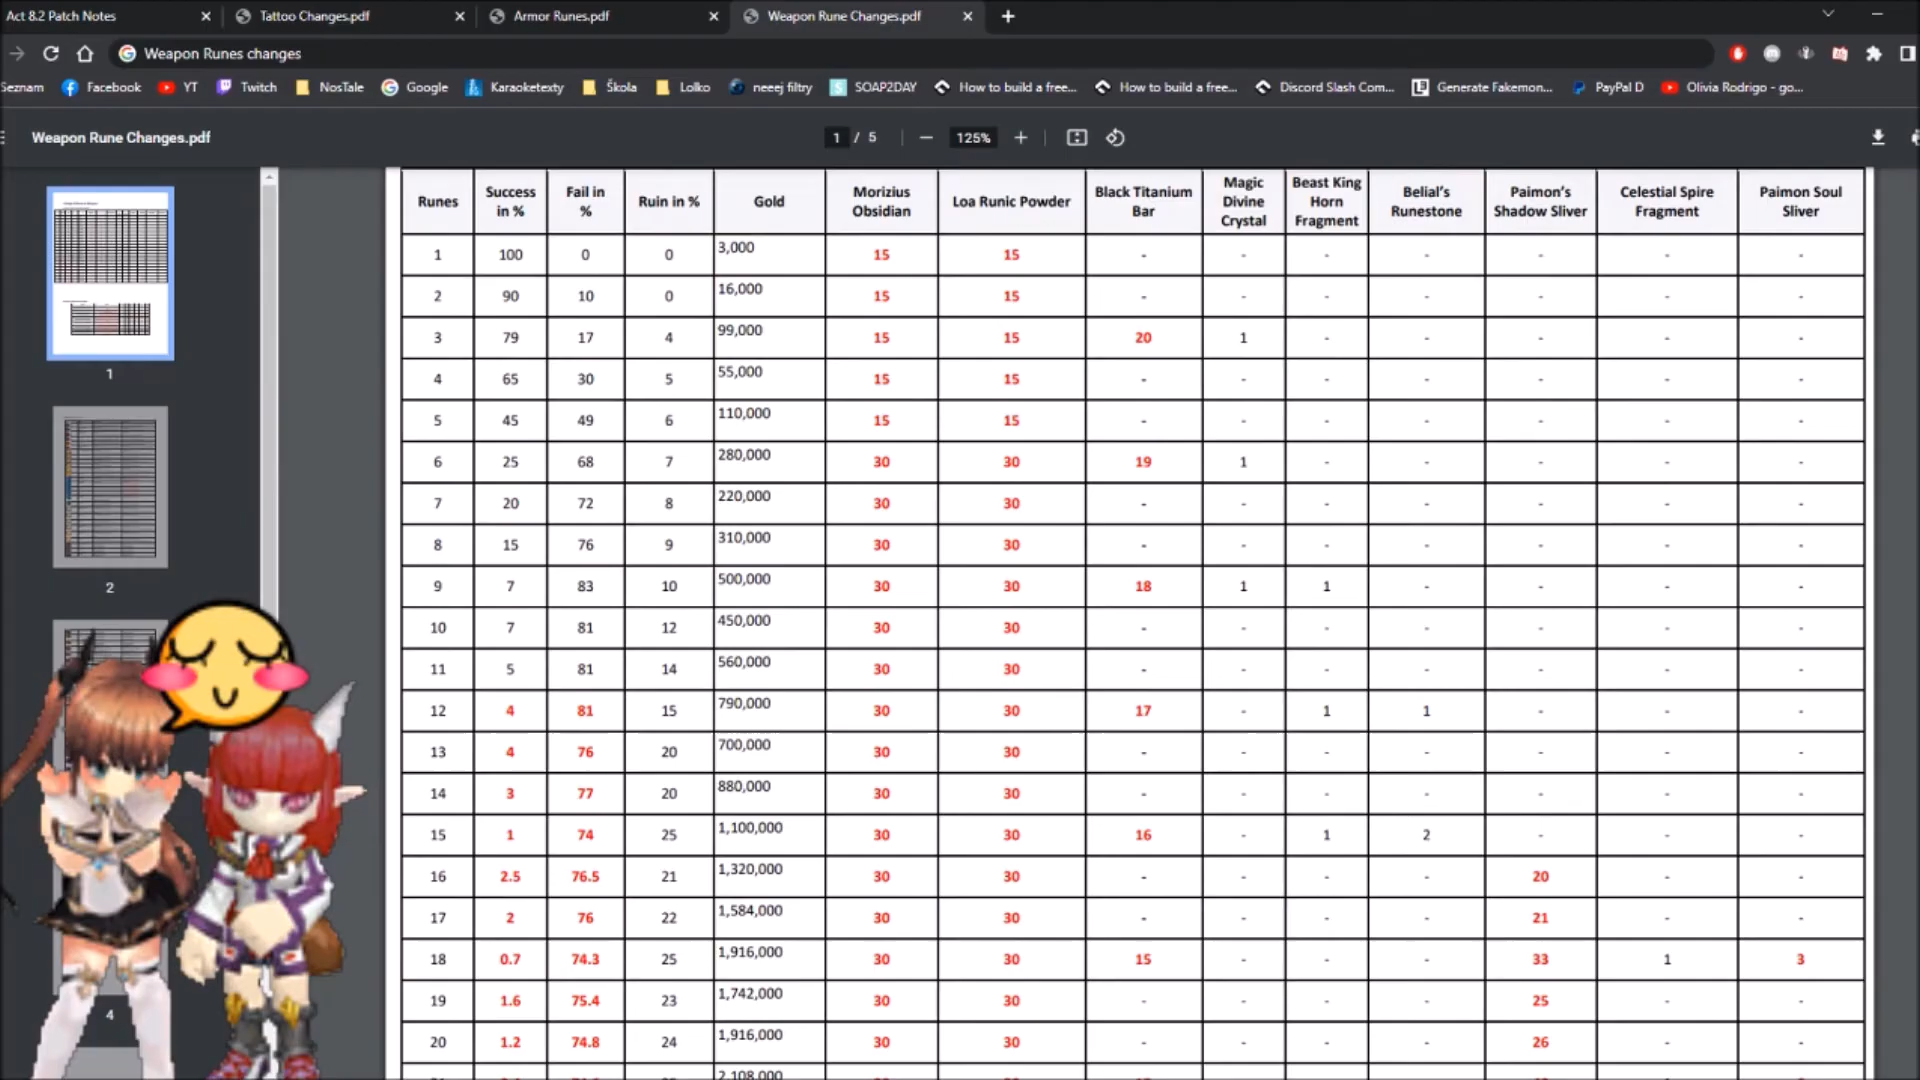 Act 8.2 Patch Notes
Tattoo Changes.pdf
Armor Runes.pdf
Weapon Rune Changes.pdf
Weapon Runes changes
Seznam Facebook YT Twitch NosTale Google Karaoketexty Škola Lolko neeej filtry SOAP2DAY How to build a free... How to build a free... Discord Slash Com... Generate Fakemon... PayPal D Olivia Rodrigo - go...
Weapon Rune Changes.pdf 1 / 5 125%
1
2
4
Runes Success in % Fail in % Ruin in % Gold Morizius Obsidian Loa Runic Powder Black Titanium Bar Magic Divine Crystal Beast King Horn Fragment Belial's Runestone Paimon's Shadow Sliver Celestial Spire Fragment Paimon Soul Sliver
1 100 0 0 3,000 15 15 - - - - - - -
2 90 10 0 16,000 15 15 - - - - - - -
3 79 17 4 99,000 15 15 20 1 - - - - -
4 65 30 5 55,000 15 15 - - - - - - -
5 45 49 6 110,000 15 15 - - - - - - -
6 25 68 7 280,000 30 30 19 1 - - - - -
7 20 72 8 220,000 30 30 - - - - - - -
8 15 76 9 310,000 30 30 - - - - - - -
9 7 83 10 500,000 30 30 18 1 1 - - - -
10 7 81 12 450,000 30 30 - - - - - - -
11 5 81 14 560,000 30 30 - - - - - - -
12 4 81 15 790,000 30 30 17 - 1 1 - - -
13 4 76 20 700,000 30 30 - - - - - - -
14 3 77 20 880,000 30 30 - - - - - - -
15 1 74 25 1,100,000 30 30 16 - 1 2 - - -
16 2.5 76.5 21 1,320,000 30 30 - - - - 20 - -
17 2 76 22 1,584,000 30 30 - - - - 21 - -
18 0.7 74.3 25 1,916,000 30 30 15 - - - 33 1 3
19 1.6 75.4 23 1,742,000 30 30 - - - - 25 - -
20 1.2 74.8 24 1,916,000 30 30 - - - - 26 - -
2,108,000